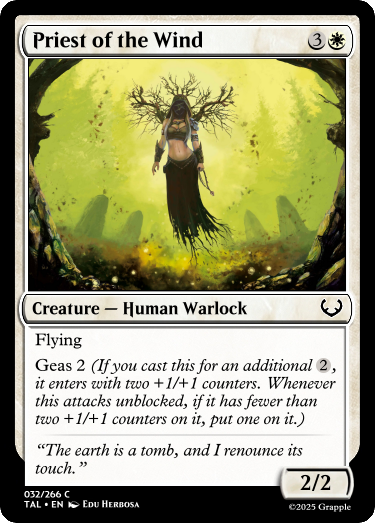 Priest of the Wind 3
Creature — Human Warlock
Flying
Geas 2 (If you cast this for an additional 2,
it enters with two +1/+1 counters. Whenever
this attacks unblocked, if it has fewer than
two +1/+1 counters on it, put one on it.)
“The earth is a tomb, and I renounce its
touch.”
2/2
032/266 C
TAL • EN Edu Herbosa
©2025 Grapple